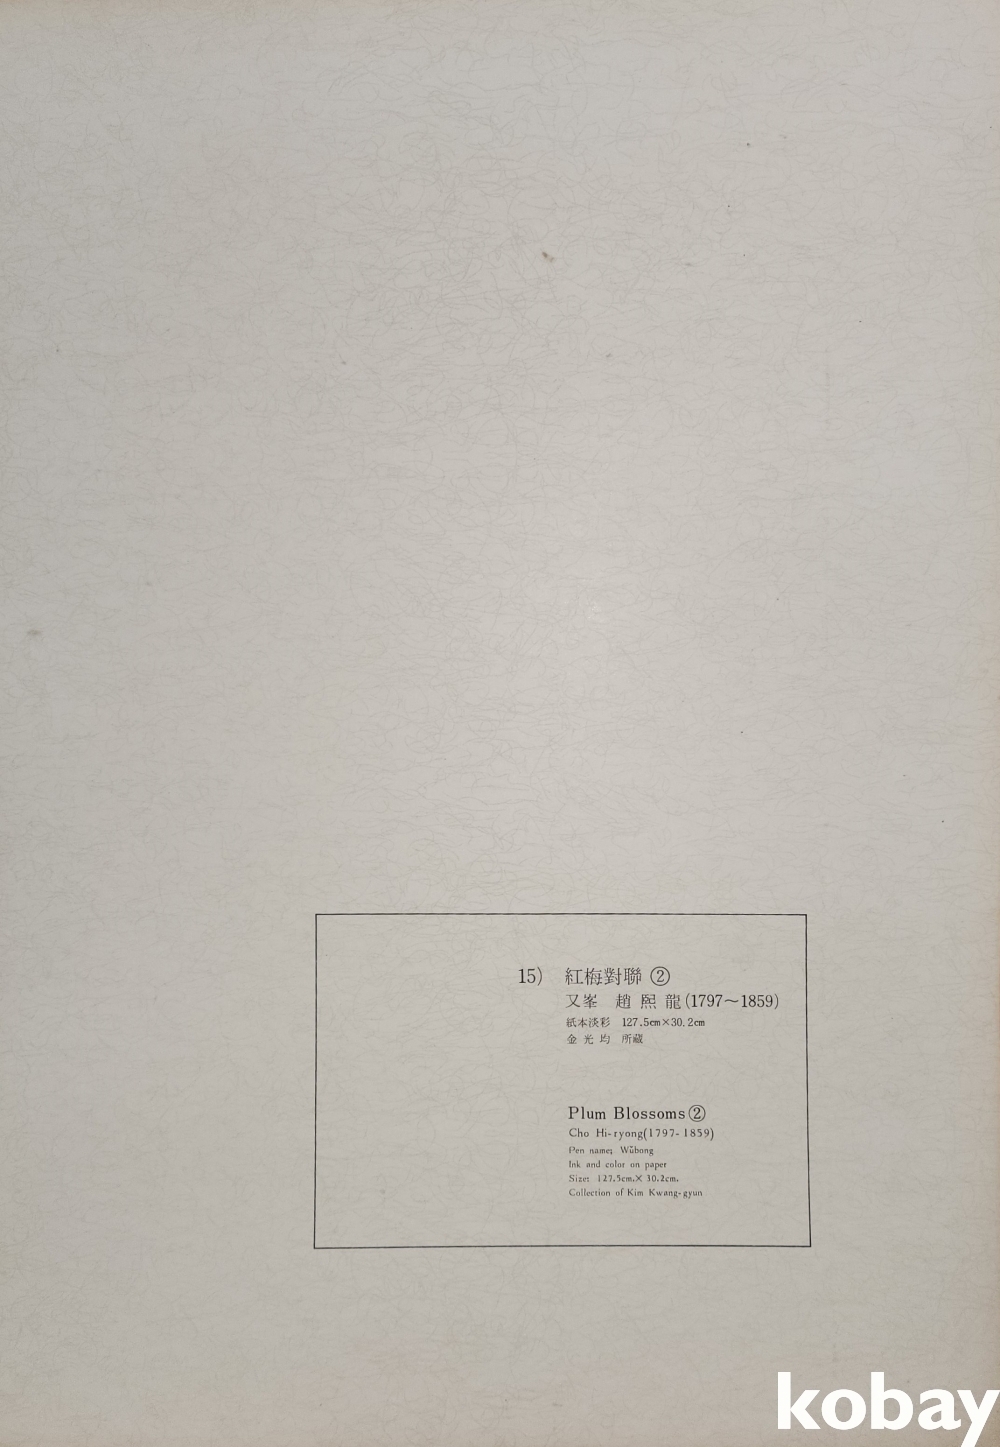 15) 紅梅對聯 ②
又峯 趙熙龍(1797~1859)
紙本淡彩 127.5cm×30.2cm
金光均 所蔵
Plum Blossoms②
Cho Hi-ryong(1797-1859)
Pen name; Wŭbong
Ink and color on paper
Size: 127.5cm.× 30.2cm.
Collection of Kim Kwang-gyun
kobay